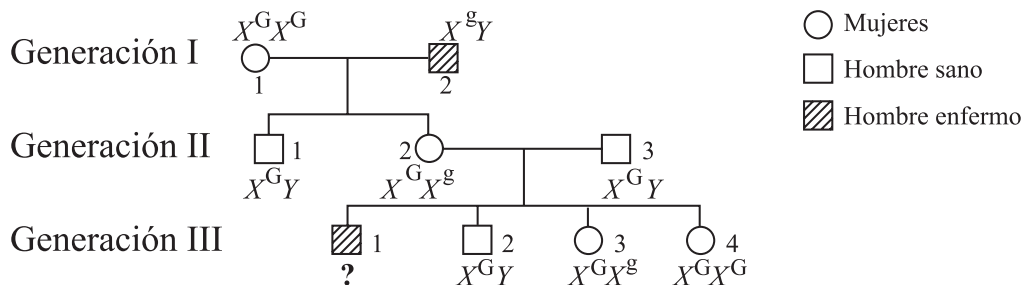 X^G X^G X^g Y Mujeres
Generación I
1 2 Hombre sano
Hombre enfermo
Generación II 1 2 3
X^G Y X^G X^g X^G Y
Generación III 1 2 3 4
? X^G Y X^G X^g X^G X^G